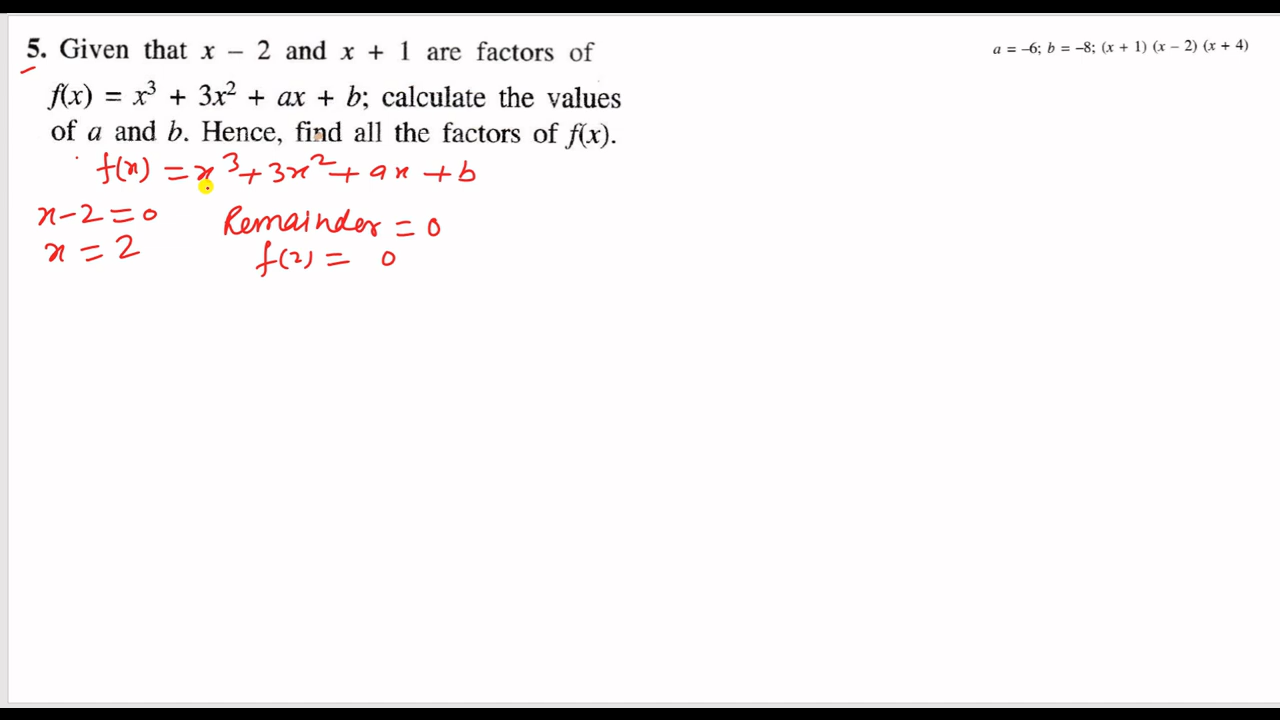 5. Given that x – 2 and x + 1 are factors of
f(x) = x³ + 3x² + ax + b; calculate the values
of a and b. Hence, find all the factors of f(x).
a = –6; b = –8; (x + 1) (x – 2) (x + 4)
f(x) = x³ + 3x² + ax + b
x - 2 = 0
x = 2
Remainder = 0
f(2) = 0